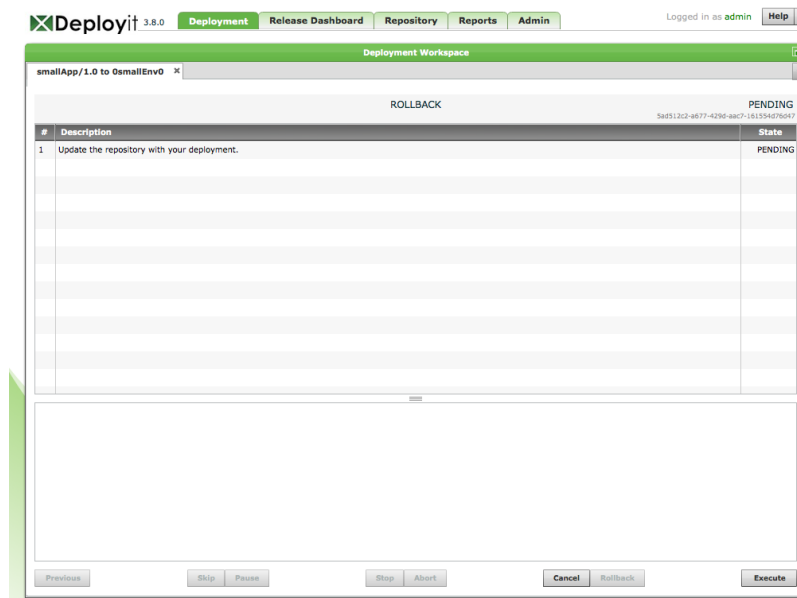 Deployit 3.8.0 Deployment Release Dashboard Repository Reports Admin Logged in as admin Help
Deployment Workspace
smallApp/1.0 to 0smallEnv0
ROLLBACK PENDING
5ad512c2-a677-429d-aac7-161554d76d47
# Description State
1 Update the repository with your deployment. PENDING
Previous Skip Pause Stop Abort Cancel Rollback Execute